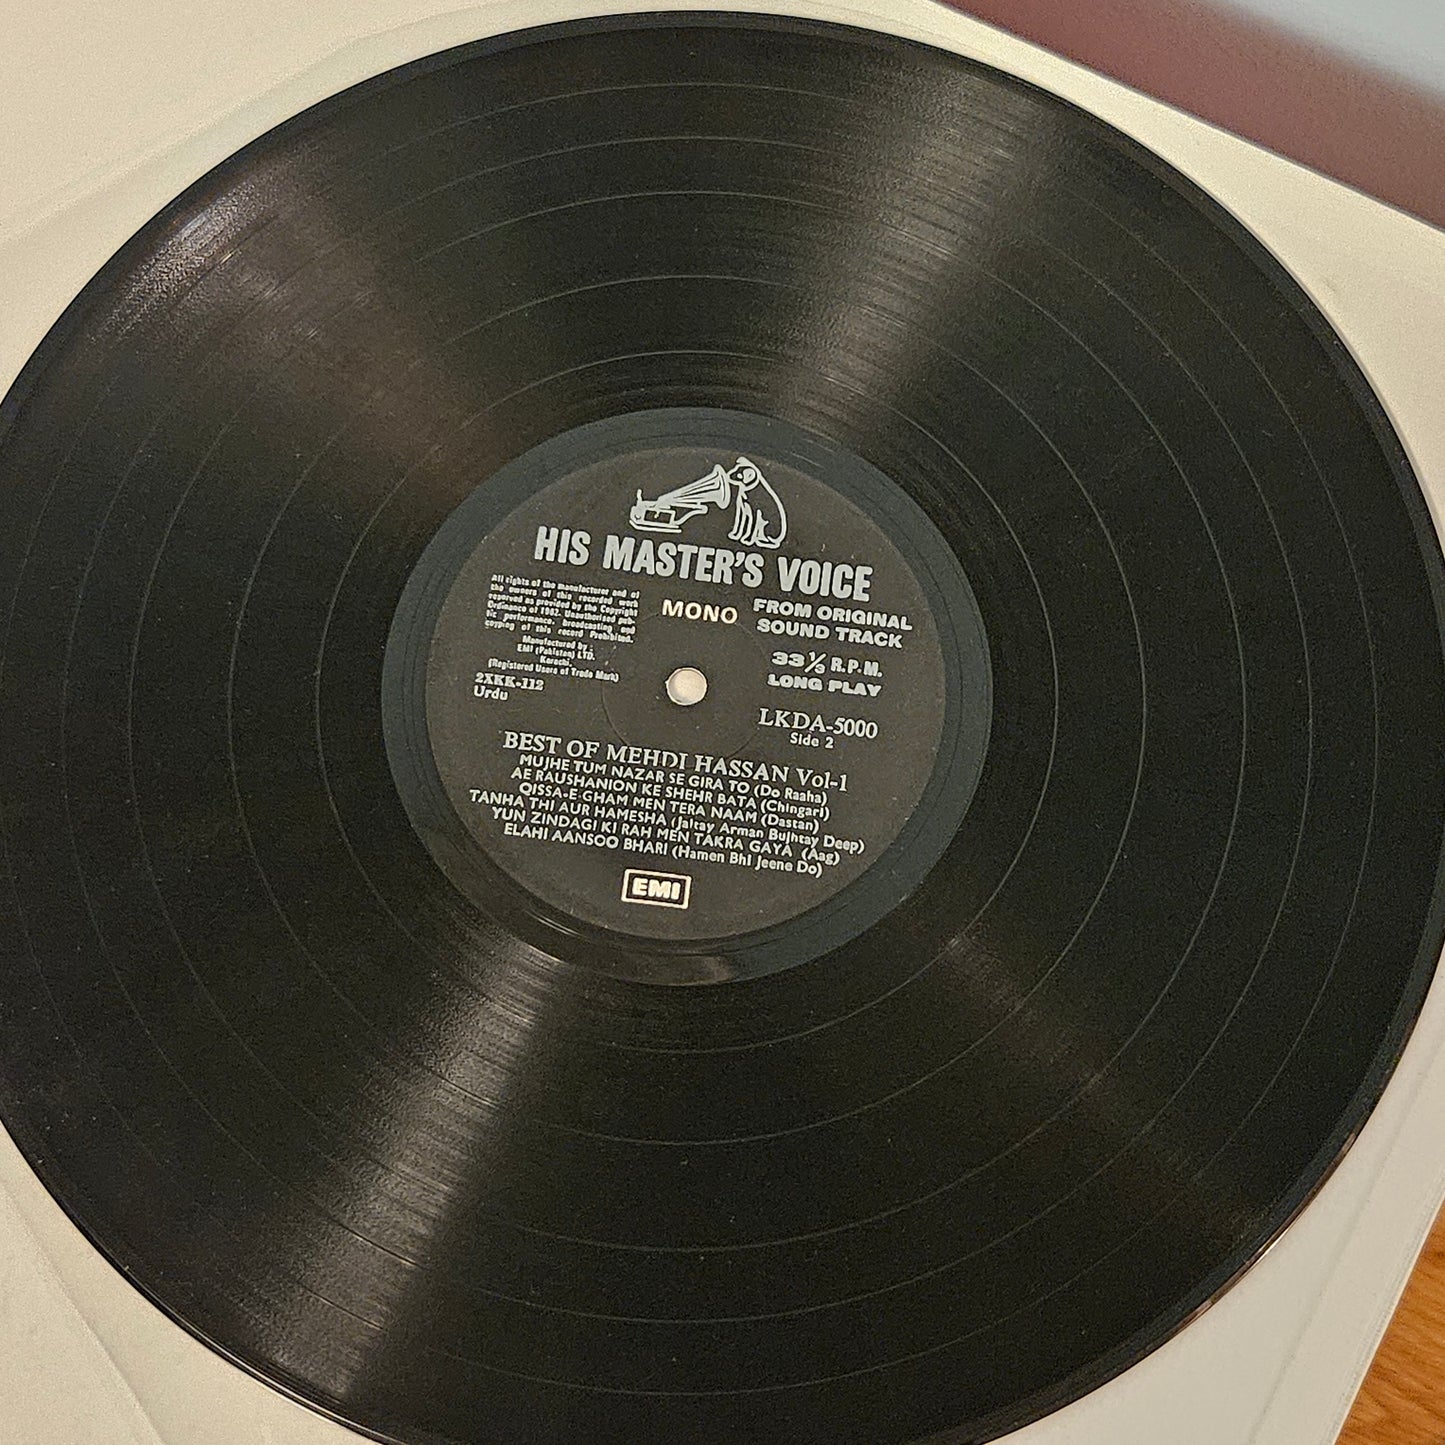 HIS MASTER'S VOICE
All rights of the manufacturer and of
the owners of this recorded work
reserved as provided by the Copyright
Ordinance of 1962. Unauthorised pub-
lic performance, broadcasting and
copying of this record Prohibited.
Manufactured by :
EMI (Pakistan) LTD.
Karachi.
(Registered Users of Trade Mark)
2XKK-112
Urdu
MONO
FROM ORIGINAL
SOUND TRACK
33 1/3 R.P.M.
LONG PLAY
LKDA-5000
Side 2
BEST OF MEHDI HASSAN Vol-1
MUJHE TUM NAZAR SE GIRA TO (Do Raaha)
AE RAUSHANION KE SHEHR BATA (Chingari)
QISSA-E-GHAM MEN TERA NAAM (Dastan)
TANHA THI AUR HAMESHA (Jaltay Arman Bujhtay Deep)
YUN ZINDAGI KI RAH MEN TAKRA GAYA (Aag)
ELAHI AANSOO BHARI (Hamen Bhi Jeene Do)
EMI